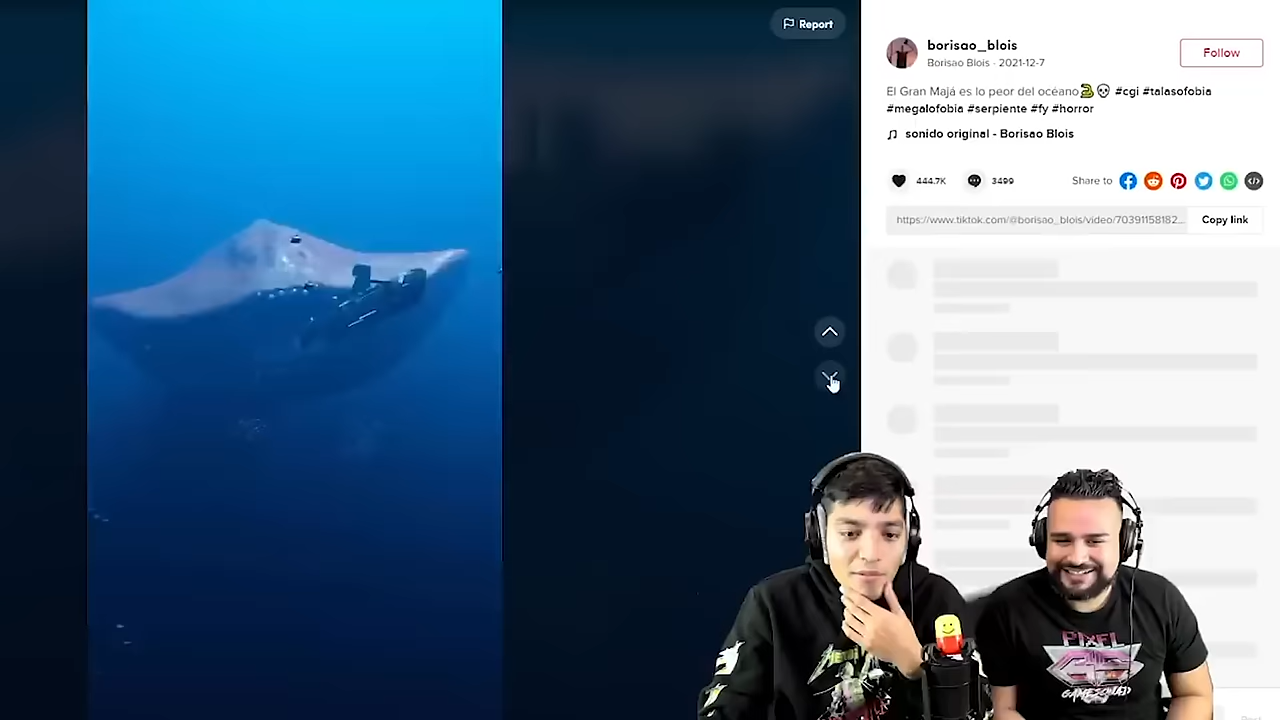 Report
borisao_blois
Borisao Blois · 2021-12-7
Follow
El Gran Majá es lo peor del océano🐍💀 #cgi #talasofobia
#megalofobia #serpiente #fy #horror
sonido original - Borisao Blois
444.7K
3499
Share to
https://www.tiktok.com/@borisao_blois/video/70391158182...
Copy link
PIXEL
GAMESQUAD